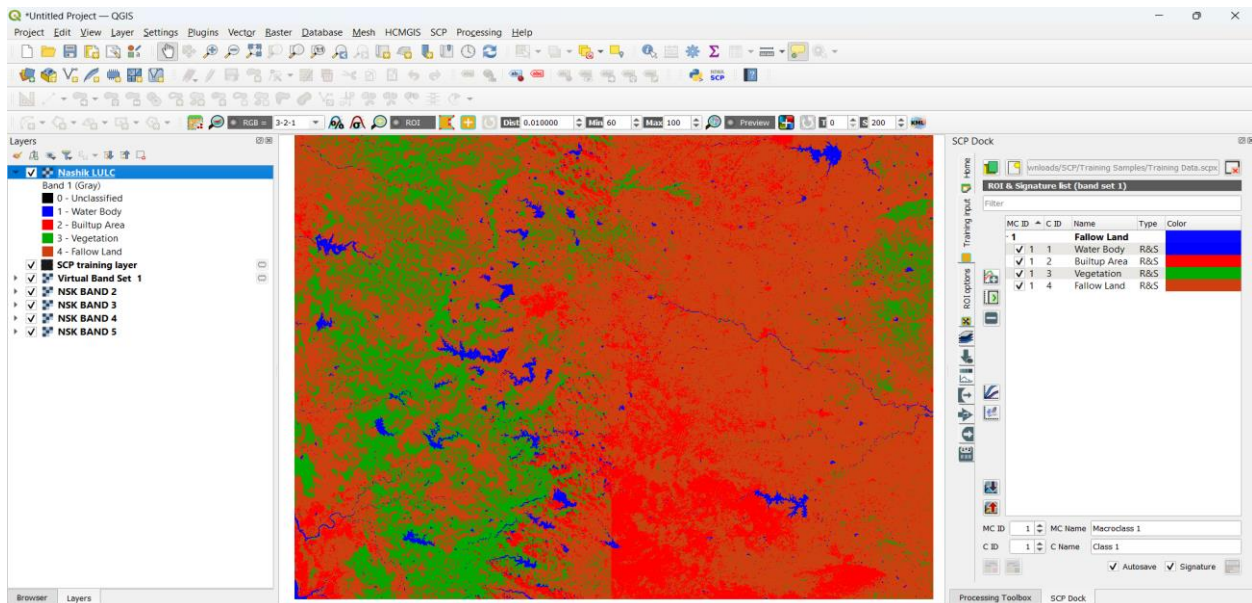 *Untitled Project — QGIS
Project Edit View Layer Settings Plugins Vector Raster Database Mesh HCMGIS SCP Processing Help
SCP
RGB = 3-2-1 ROI Dist 0.010000 Min 60 Max 100 Preview T 0 S 200 KML
Layers
Nashik LULC
Band 1 (Gray)
0 - Unclassified
1 - Water Body
2 - Builtup Area
3 - Vegetation
4 - Fallow Land
SCP training layer
Virtual Band Set 1
NSK BAND 2
NSK BAND 3
NSK BAND 4
NSK BAND 5
Browser Layers
SCP Dock
Home
Training input
ROI options
wnloads/SCP/Training Samples/Training Data.scpx
ROI & Signature list (band set 1)
Filter
MC ID C ID Name Type Color
1 Fallow Land
1 1 Water Body R&S
1 2 Builtup Area R&S
1 3 Vegetation R&S
1 4 Fallow Land R&S
MC ID 1 MC Name Macroclass 1
C ID 1 C Name Class 1
Autosave Signature
Processing Toolbox SCP Dock